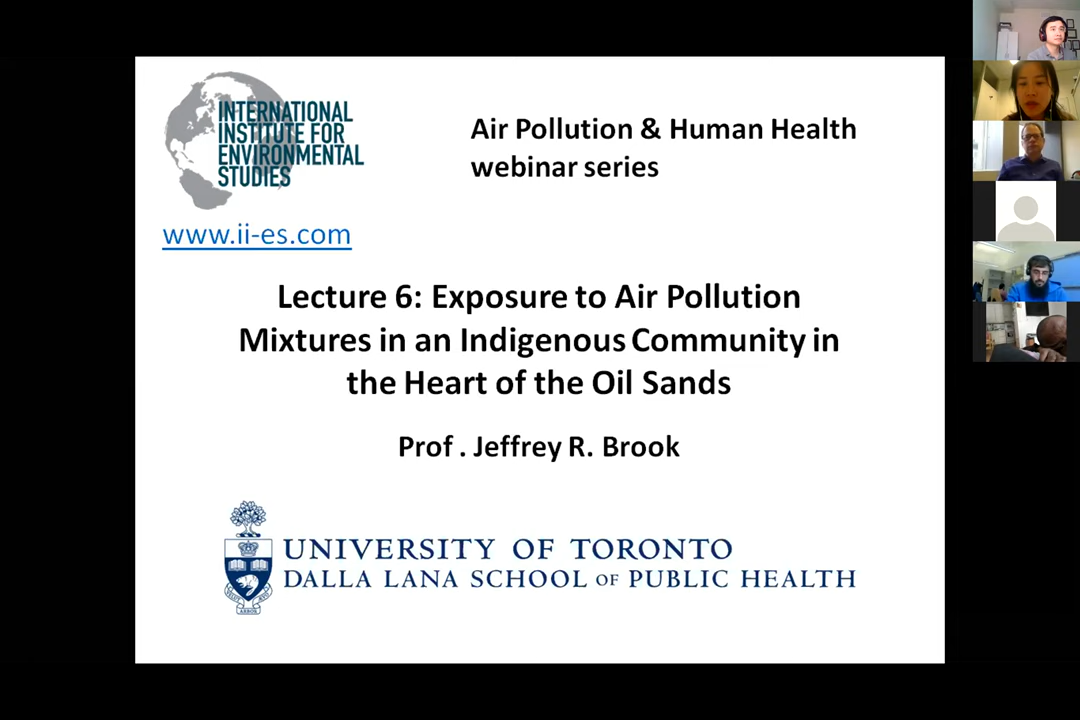 INTERNATIONAL
INSTITUTE FOR
ENVIRONMENTAL
STUDIES
www.ii-es.com
Air Pollution & Human Health
webinar series
Lecture 6: Exposure to Air Pollution
Mixtures in an Indigenous Community in
the Heart of the Oil Sands
Prof . Jeffrey R. Brook
UNIVERSITY OF TORONTO
DALLA LANA SCHOOL OF PUBLIC HEALTH